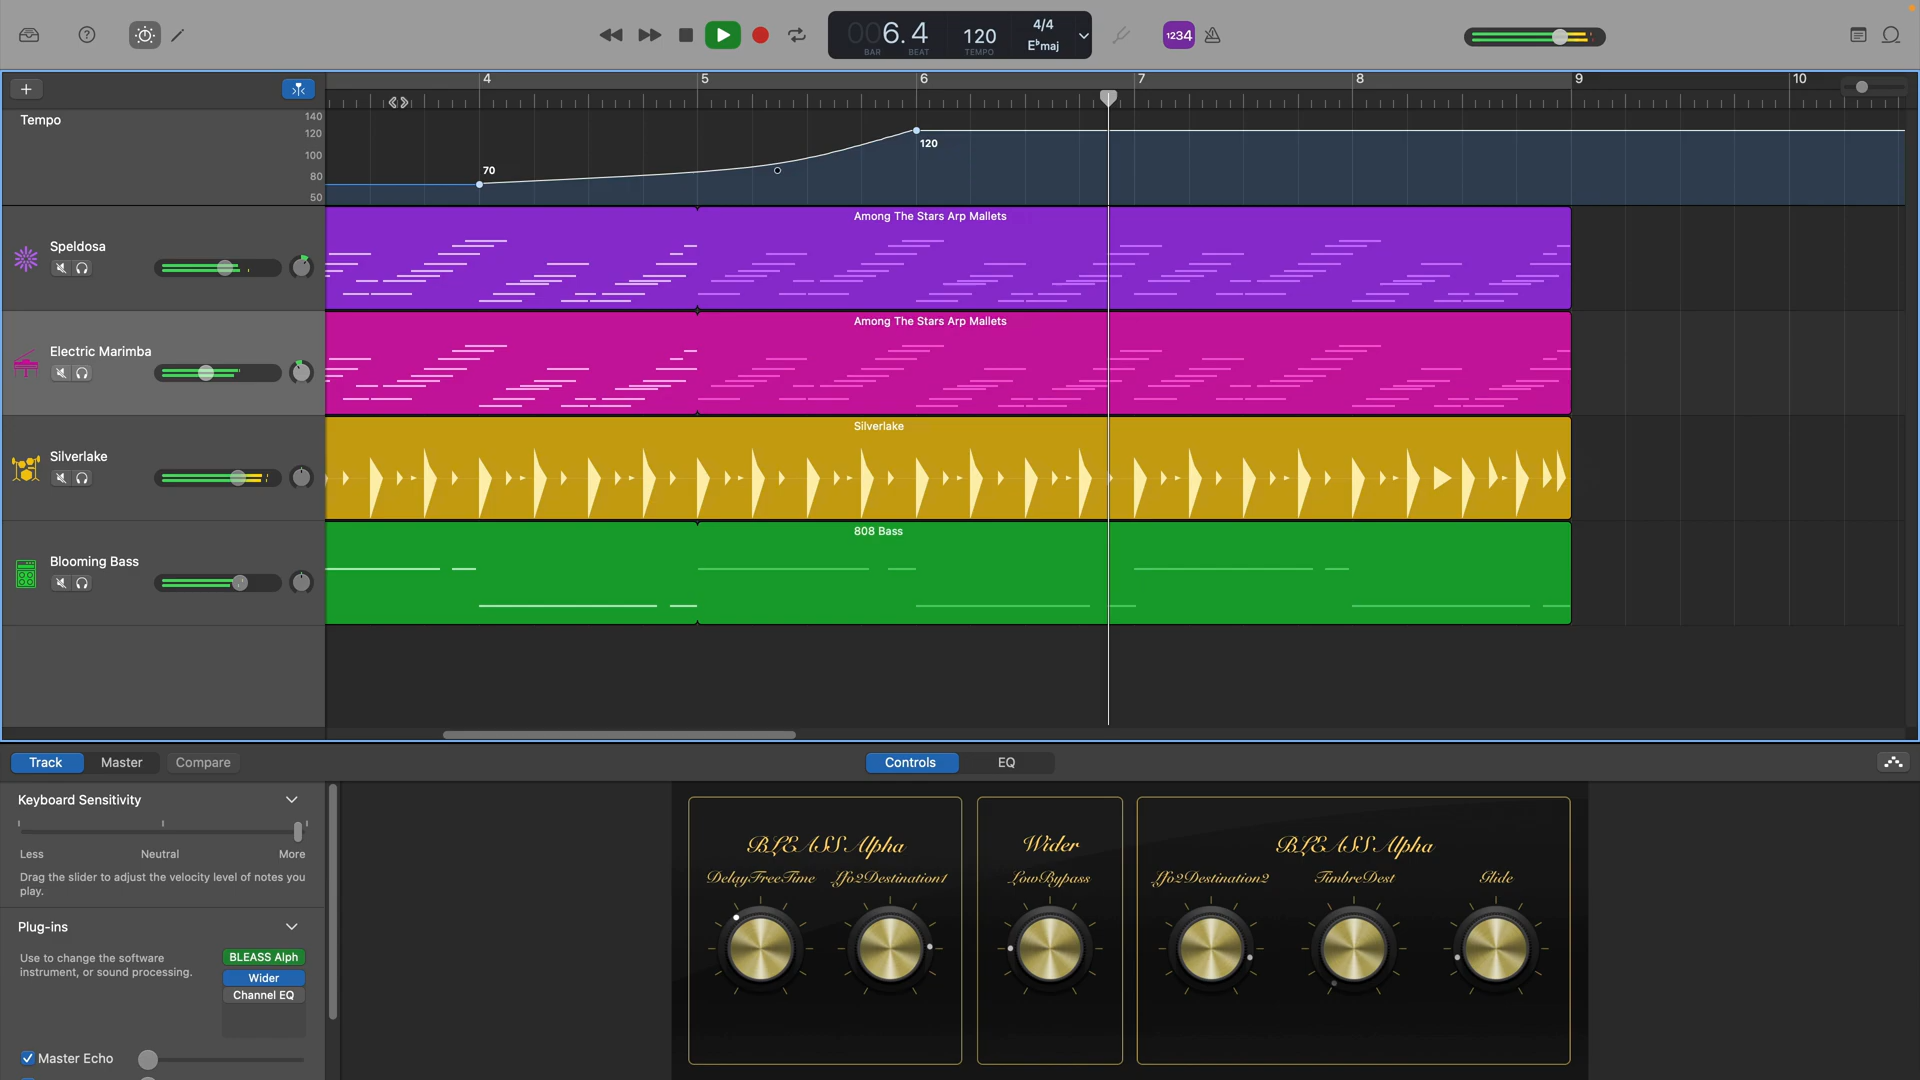 006.4
BAR
BEAT
120
TEMPO
4/4
E♭maj
1234
4
5
6
7
8
9
10
Tempo
140
120
100
80
50
70
120
Speldosa
Among The Stars Arp Mallets
Electric Marimba
Among The Stars Arp Mallets
Silverlake
Silverlake
Blooming Bass
808 Bass
Track
Master
Compare
Controls
EQ
Keyboard Sensitivity
Less
Neutral
More
Drag the slider to adjust the velocity level of notes you
play.
Plug-ins
Use to change the software
instrument, or sound processing.
BLEASS Alph
Wider
Channel EQ
Master Echo
BLEASS Alpha
DelayFreeTime
lfo2Destination1
Wider
LowBypass
BLEASS Alpha
lfo2Destination2
TimbreDest
Glide